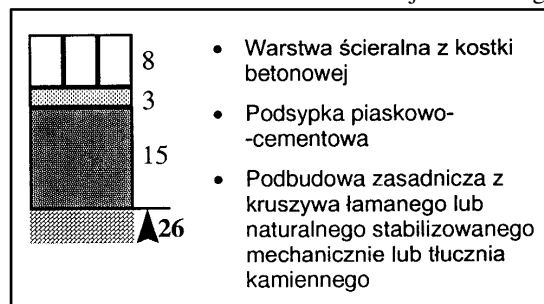 8
3
15
26
• Warstwa ścieralna z kostki
betonowej
• Podsypka piaskowo-
-cementowa
• Podbudowa zasadnicza z
kruszywa łamanego lub
naturalnego stabilizowanego
mechanicznie lub tłucznia
kamiennego